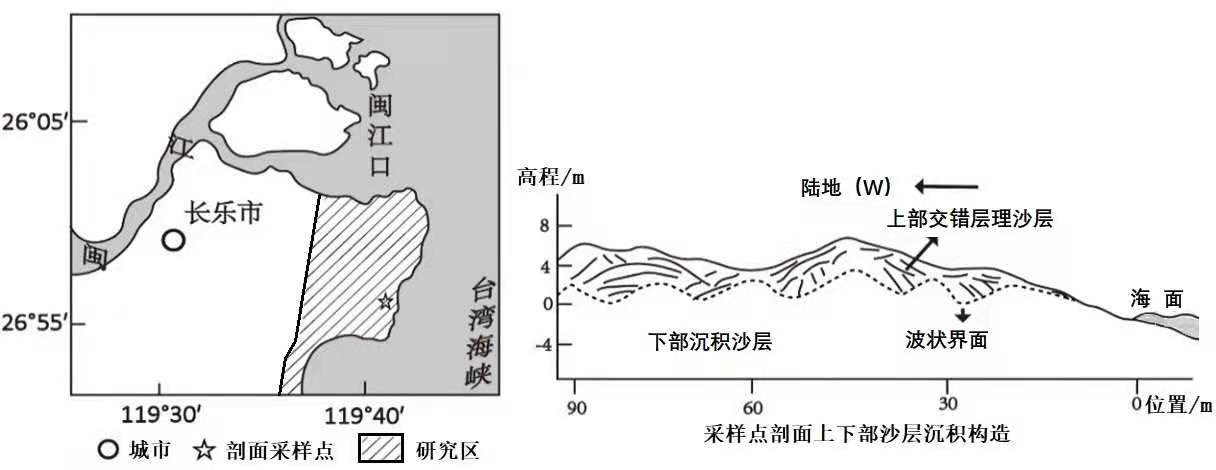 26°05′
26°55′
119°30′
119°40′
闽
江
长乐市
闽江口
台湾海峡
城市
剖面采样点
研究区
高程/m
8
4
0
-4
陆地（W）
上部交错层理沙层
海 面
下部沉积沙层
波状界面
90
60
30
0
位置/m
采样点剖面上下部沙层沉积构造